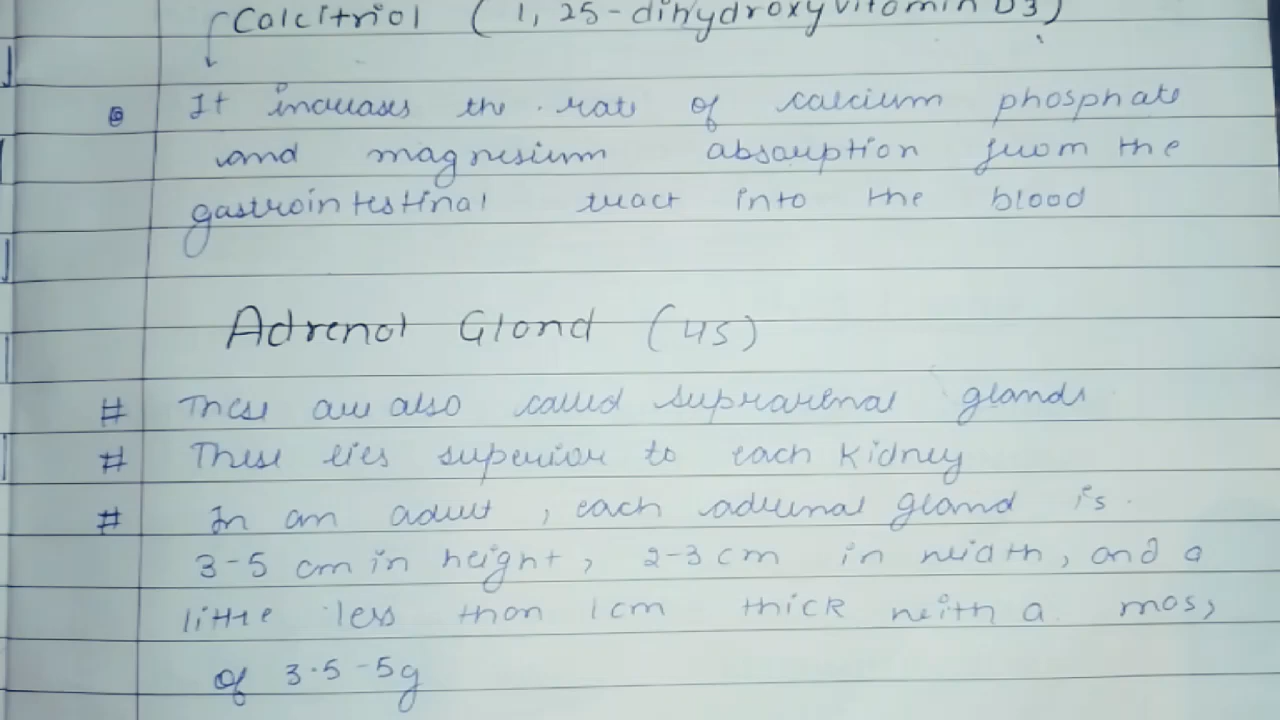 Calcitriol (1,25-dihydroxyvitamin D3)
It increases the rate of calcium phosphate
and magnesium absorption from the
gastrointestinal tract into the blood
Adrenal Gland (4S)
# These are also called suprarenal glands
# These lies superior to each kidney
# In an adult, each adrenal gland is
3-5 cm in height, 2-3 cm in width, and a
little less than 1cm thick with a mas,
of 3.5-5g